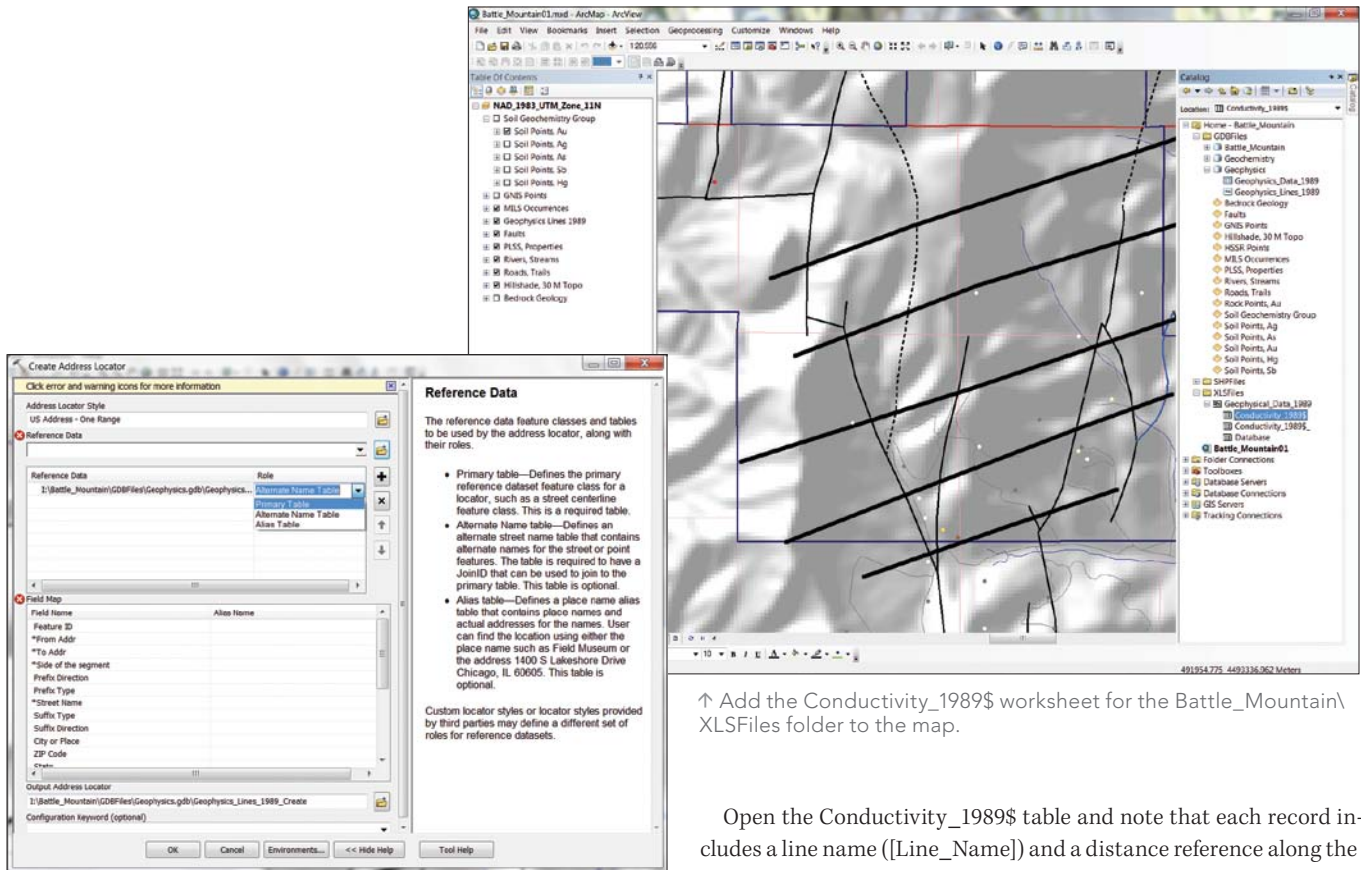 Battle_Mountain01.mxd - ArcMap - ArcView
File Edit View Bookmarks Insert Selection Geoprocessing Customize Windows Help
Table Of Contents
NAD_1983_UTM_Zone_11N
Soil Geochemistry Group
Soil Points, Au
Soil Points, Ag
Soil Points, As
Soil Points, Sb
Soil Points, Hg
GNIS Points
MILS Occurrences
Geophysics Lines 1989
Faults
PLSS, Properties
Rivers, Streams
Roads, Trails
Hillshade, 30 M Topo
Bedrock Geology
Catalog
Location: Conductivity_1989$
Home - Battle_Mountain
GDBFiles
Battle_Mountain
Geochemistry
Geophysics
Geophysics_Data_1989
Geophysics_Lines_1989
Bedrock Geology
Faults
GNIS Points
Hillshade, 30 M Topo
HSSR Points
MILS Occurrences
PLSS, Properties
Rivers, Streams
Roads, Trails
Rock Points, Au
Soil Geochemistry Group
Soil Points, Ag
Soil Points, As
Soil Points, Au
Soil Points, Hg
Soil Points, Sb
SHPFiles
XLSFiles
Geophysical_Data_1989
Conductivity_1989$
Conductivity_1989$_
Database
Battle_Mountain01
Folder Connections
Toolboxes
Database Servers
Database Connections
GIS Servers
Tracking Connections
Catalog
10 B I U A
491954.775 4493336.962 Meters
Create Address Locator
Click error and warning icons for more information
Address Locator Style
US Address - One Range
Reference Data
Reference Data Role
I:\Battle_Mountain\GDBFiles\Geophysics.gdb\Geophysics... Alternate Name Table
Primary Table
Alternate Name Table
Alias Table
Field Map
Field Name Alias Name
Feature ID
*From Addr
*To Addr
*Side of the segment
Prefix Direction
Prefix Type
*Street Name
Suffix Type
Suffix Direction
City or Place
ZIP Code
State
Output Address Locator
I:\Battle_Mountain\GDBFiles\Geophysics.gdb\Geophysics_Lines_1989_Create
Configuration Keyword (optional)
OK Cancel Environments... << Hide Help Tool Help
Reference Data
The reference data feature classes and tables
to be used by the address locator, along with
their roles.
• Primary table—Defines the primary
reference dataset feature class for a
locator, such as a street centerline
feature class. This is a required table.
• Alternate Name table—Defines an
alternate street name table that contains
alternate names for the street or point
features. The table is required to have a
JoinID that can be used to join to the
primary table. This table is optional.
• Alias table—Defines a place name alias
table that contains place names and
actual addresses for the names. User
can find the location using either the
place name such as Field Museum or
the address 1400 S Lakeshore Drive
Chicago, IL 60605. This table is
optional.
Custom locator styles or locator styles provided
by third parties may define a different set of
roles for reference datasets.
↑ Add the Conductivity_1989$ worksheet for the Battle_Mountain\
XLSFiles folder to the map.
Open the Conductivity_1989$ table and note that each record in-
cludes a line name ([Line_Name]) and a distance reference along the